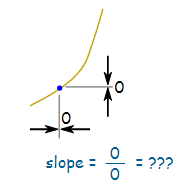 0
0
slope = 0/0 = ???